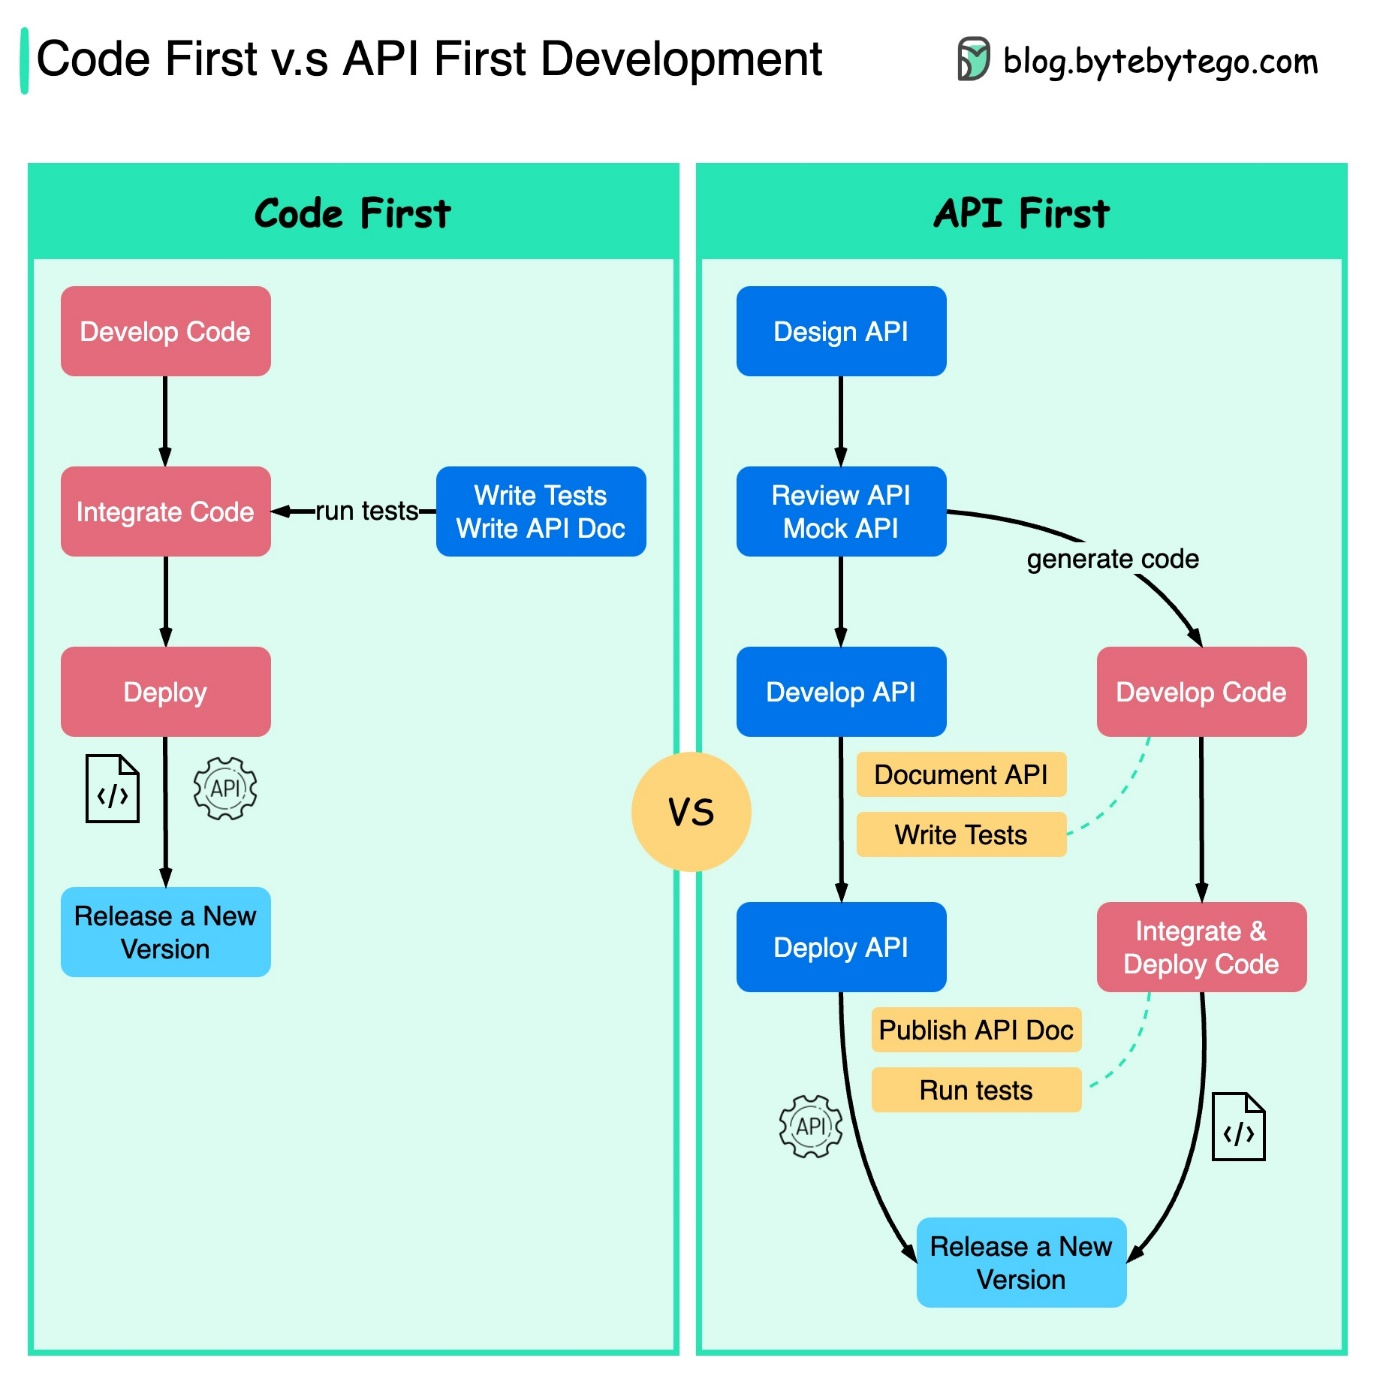 Code First v.s API First Development
blog.bytebytego.com
Code First
Develop Code
Integrate Code
run tests
Write Tests
Write API Doc
Deploy
</>
API
Release a New
Version
VS
API First
Design API
Review API
Mock API
generate code
Develop API
Develop Code
Document API
Write Tests
Deploy API
Integrate &
Deploy Code
Publish API Doc
Run tests
API
</>
Release a New
Version